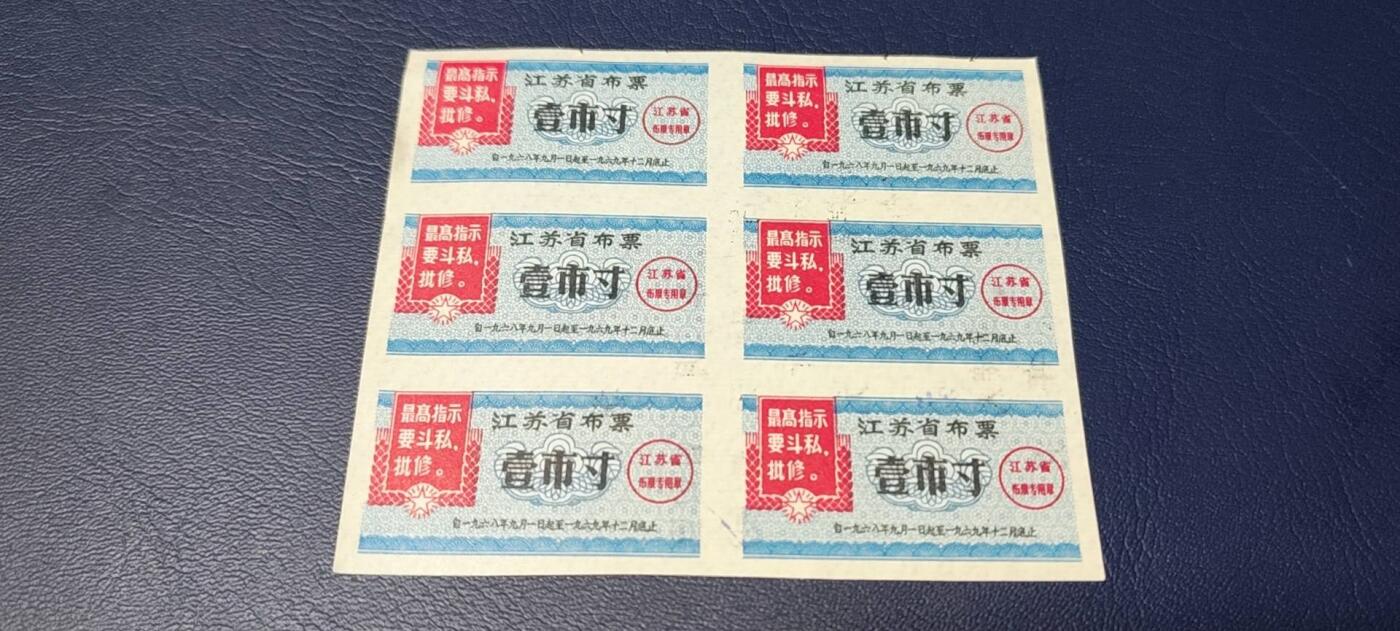 最高指示
要斗私，
批修。
江苏省布票
壹市寸
江苏省
布票专用章
自一九六八年九月一日起至一九六九年十二月底止
最高指示
要斗私，
批修。
江苏省布票
壹市寸
江苏省
布票专用章
自一九六八年九月一日起至一九六九年十二月底止
最高指示
要斗私，
批修。
江苏省布票
壹市寸
江苏省
布票专用章
自一九六八年九月一日起至一九六九年十二月底止
最高指示
要斗私，
批修。
江苏省布票
壹市寸
江苏省
布票专用章
自一九六八年九月一日起至一九六九年十二月底止
最高指示
要斗私，
批修。
江苏省布票
壹市寸
江苏省
布票专用章
自一九六八年九月一日起至一九六九年十二月底止
最高指示
要斗私，
批修。
江苏省布票
壹市寸
江苏省
布票专用章
自一九六八年九月一日起至一九六九年十二月底止